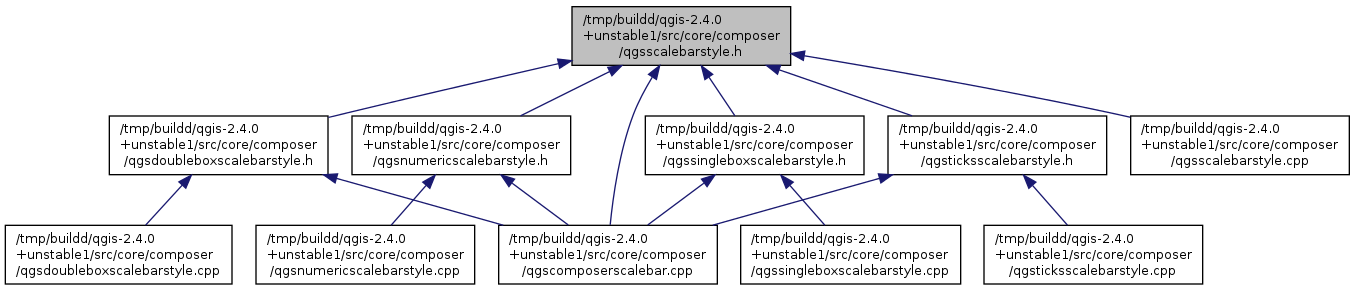 /tmp/buildd/qgis-2.4.0
+unstable1/src/core/composer
/qgsscalebarstyle.h
/tmp/buildd/qgis-2.4.0
+unstable1/src/core/composer
/qgsdoubleboxscalebarstyle.h
/tmp/buildd/qgis-2.4.0
+unstable1/src/core/composer
/qgsnumericscalebarstyle.h
/tmp/buildd/qgis-2.4.0
+unstable1/src/core/composer
/qgssingleboxscalebarstyle.h
/tmp/buildd/qgis-2.4.0
+unstable1/src/core/composer
/qgsticksscalebarstyle.h
/tmp/buildd/qgis-2.4.0
+unstable1/src/core/composer
/qgsscalebarstyle.cpp
/tmp/buildd/qgis-2.4.0
+unstable1/src/core/composer
/qgsdoubleboxscalebarstyle.cpp
/tmp/buildd/qgis-2.4.0
+unstable1/src/core/composer
/qgsnumericscalebarstyle.cpp
/tmp/buildd/qgis-2.4.0
+unstable1/src/core/composer
/qgscomposerscalebar.cpp
/tmp/buildd/qgis-2.4.0
+unstable1/src/core/composer
/qgssingleboxscalebarstyle.cpp
/tmp/buildd/qgis-2.4.0
+unstable1/src/core/composer
/qgsticksscalebarstyle.cpp